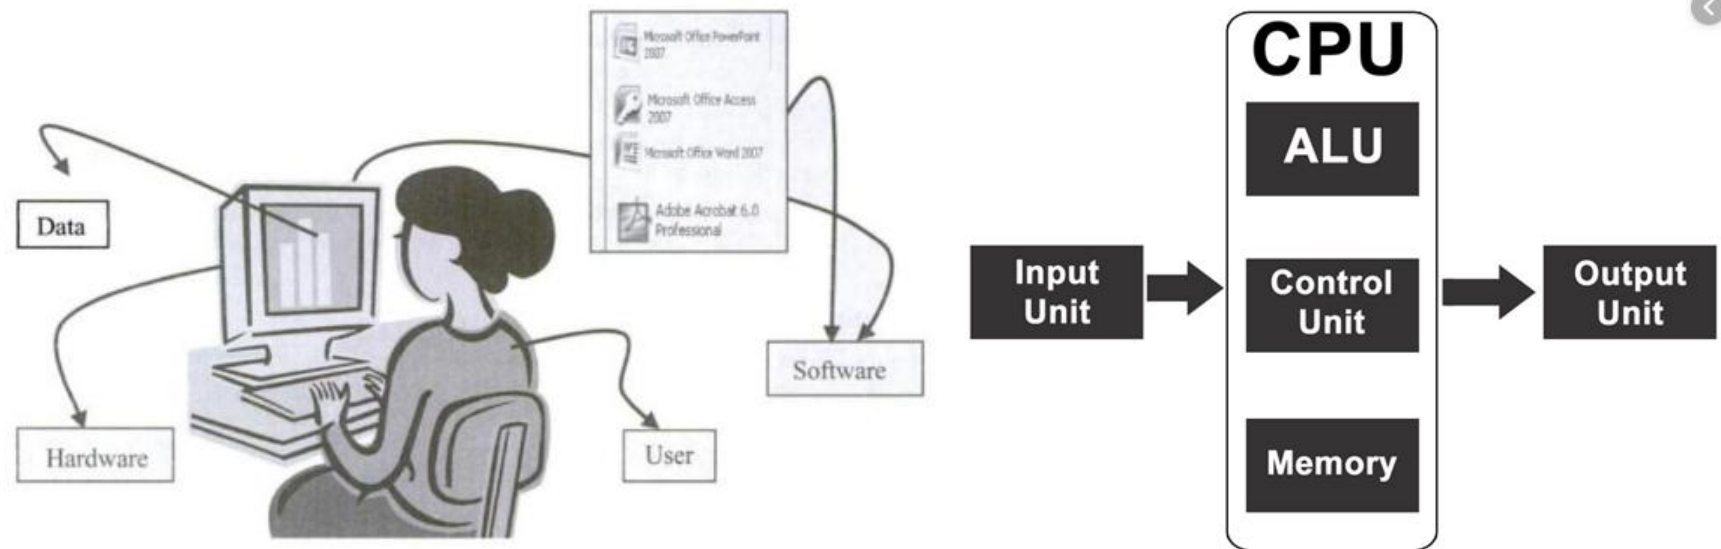 Data
Hardware
Microsoft Office PowerPoint
2007
Microsoft Office Access
2007
Microsoft Office Word 2007
Adobe Acrobat 6.0
Professional
Software
User
CPU
ALU
Input
Unit
Control
Unit
Output
Unit
Memory